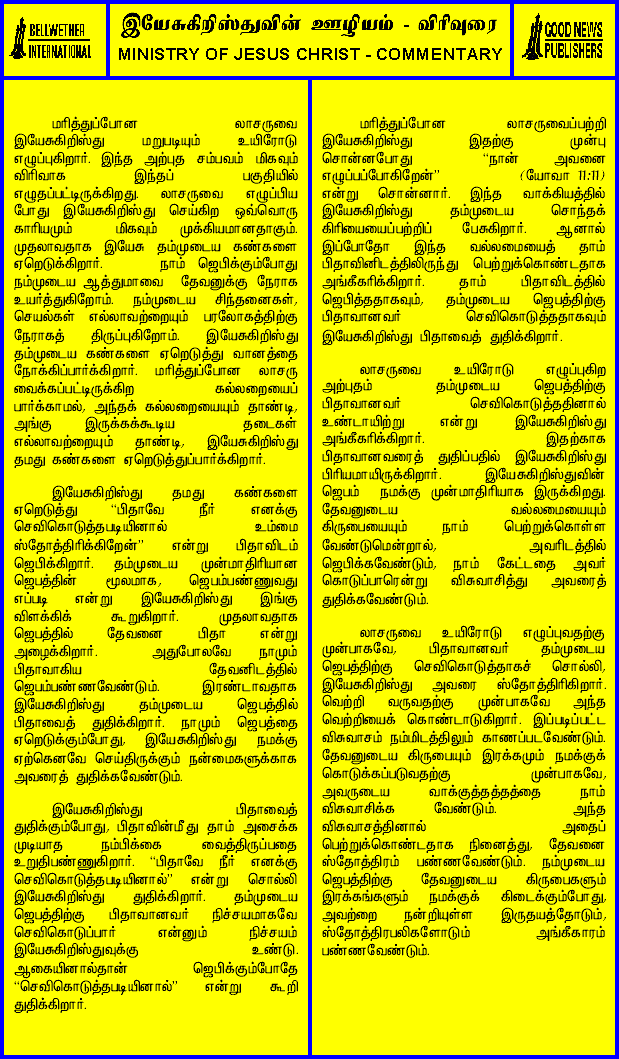 BELLWETHER
INTERNATIONAL
இயேசுகிறிஸ்துவின் ஊழியம் - விரிவுரை
MINISTRY OF JESUS CHRIST - COMMENTARY
GOOD NEWS
PUBLISHERS
மரித்துப்போன லாசருவை
இயேசுகிறிஸ்து மறுபடியும் உயிரோடு
எழுப்புகிறார். இந்த அற்புத சம்பவம் மிகவும்
விரிவாக இந்தப் பகுதியில்
எழுதப்பட்டிருக்கிறது. லாசருவை எழுப்பிய
போது இயேசுகிறிஸ்து செய்கிற ஒவ்வொரு
காரியமும் மிகவும் முக்கியமானதாகும்.
முதலாவதாக இயேசு தம்முடைய கண்களை
ஏறெடுக்கிறார். நாம் ஜெபிக்கும்போது
நம்முடைய ஆத்துமாவை தேவனுக்கு நேராக
உயர்த்துகிறோம். நம்முடைய சிந்தனைகள்,
செயல்கள் எல்லாவற்றையும் பரலோகத்திற்கு
நேராகத் திருப்புகிறோம். இயேசுகிறிஸ்து
தம்முடைய கண்களை ஏறெடுத்து வானத்தை
நோக்கிப்பார்க்கிறார். மரித்துப்போன லாசரு
வைக்கப்பட்டிருக்கிற கல்லறையைப்
பார்க்காமல், அந்தக் கல்லறையையும் தாண்டி,
அங்கு இருக்கக்கூடிய தடைகள்
எல்லாவற்றையும் தாண்டி, இயேசுகிறிஸ்து
தமது கண்களை ஏறெடுத்துப்பார்க்கிறார்.
இயேசுகிறிஸ்து தமது கண்களை
ஏறெடுத்து “பிதாவே நீர் எனக்கு
செவிகொடுத்தபடியினால் உம்மை
ஸ்தோத்திரிக்கிறேன்” என்று பிதாவிடம்
ஜெபிக்கிறார். தம்முடைய முன்மாதிரியான
ஜெபத்தின் மூலமாக, ஜெபம்பண்ணுவது
எப்படி என்று இயேசுகிறிஸ்து இங்கு
விளக்கிக் கூறுகிறார். முதலாவதாக
ஜெபத்தில் தேவனை பிதா என்று
அழைக்கிறார். அதுபோலவே நாமும்
பிதாவாகிய தேவனிடத்தில்
ஜெபம்பண்ணவேண்டும். இரண்டாவதாக
இயேசுகிறிஸ்து தம்முடைய ஜெபத்தில்
பிதாவைத் துதிக்கிறார். நாமும் ஜெபத்தை
ஏறெடுக்கும்போது, இயேசுகிறிஸ்து நமக்கு
ஏற்கெனவே செய்திருக்கும் நன்மைகளுக்காக
அவரைத் துதிக்கவேண்டும்.
இயேசுகிறிஸ்து பிதாவைத்
துதிக்கும்போது, பிதாவின்மீது தாம் அசைக்க
முடியாத நம்பிக்கை வைத்திருப்பதை
உறுதிபண்ணுகிறார். “பிதாவே நீர் எனக்கு
செவிகொடுத்தபடியினால்” என்று சொல்லி
இயேசுகிறிஸ்து துதிக்கிறார். தம்முடைய
ஜெபத்திற்கு பிதாவானவர் நிச்சயமாகவே
செவிகொடுப்பார் என்னும் நிச்சயம்
இயேசுகிறிஸ்துவுக்கு உண்டு.
ஆகையினால்தான் ஜெபிக்கும்போதே
“செவிகொடுத்தபடியினால்” என்று கூறி
துதிக்கிறார்.
மரித்துப்போன லாசருவைப்பற்றி
இயேசுகிறிஸ்து இதற்கு முன்பு
சொன்னபோது “நான் அவனை
எழுப்பப்போகிறேன்” (யோவா 11:11)
என்று சொன்னார். இந்த வாக்கியத்தில்
இயேசுகிறிஸ்து தம்முடைய சொந்தக்
கிரியையைப்பற்றிப் பேசுகிறார். ஆனால்
இப்போதோ இந்த வல்லமையைத் தாம்
பிதாவினிடத்திலிருந்து பெற்றுக்கொண்டதாக
அங்கீகரிக்கிறார். தாம் பிதாவிடத்தில்
ஜெபித்ததாகவும், தம்முடைய ஜெபத்திற்கு
பிதாவானவர் செவிகொடுத்ததாகவும்
இயேசுகிறிஸ்து பிதாவைத் துதிக்கிறார்.
லாசருவை உயிரோடு எழுப்புகிற
அற்புதம் தம்முடைய ஜெபத்திற்கு
பிதாவானவர் செவிகொடுத்ததினால்
உண்டாயிற்று என்று இயேசுகிறிஸ்து
அங்கீகரிக்கிறார். இதற்காக
பிதாவானவரைத் துதிப்பதில் இயேசுகிறிஸ்து
பிரியமாயிருக்கிறார். இயேசுகிறிஸ்துவின்
ஜெபம் நமக்கு முன்மாதிரியாக இருக்கிறது.
தேவனுடைய வல்லமையையும்
கிருபையையும் நாம் பெற்றுக்கொள்ள
வேண்டுமென்றால், அவரிடத்தில்
ஜெபிக்கவேண்டும், நாம் கேட்டதை அவர்
கொடுப்பாரென்று விசுவாசித்து அவரைத்
துதிக்கவேண்டும்.
லாசருவை உயிரோடு எழுப்புவதற்கு
முன்பாகவே, பிதாவானவர் தம்முடைய
ஜெபத்திற்கு செவிகொடுத்தாகச் சொல்லி,
இயேசுகிறிஸ்து அவரை ஸ்தோத்திரிகிறார்.
வெற்றி வருவதற்கு முன்பாகவே அந்த
வெற்றியைக் கொண்டாடுகிறார். இப்படிப்பட்ட
விசுவாசம் நம்மிடத்திலும் காணப்படவேண்டும்.
தேவனுடைய கிருபையும் இரக்கமும் நமக்குக்
கொடுக்கப்படுவதற்கு முன்பாகவே,
அவருடைய வாக்குத்தத்தத்தை நாம்
விசுவாசிக்க வேண்டும். அந்த
விசுவாசத்தினால் அதைப்
பெற்றுக்கொண்டதாக நினைத்து, தேவனை
ஸ்தோத்திரம் பண்ணவேண்டும். நம்முடைய
ஜெபத்திற்கு தேவனுடைய கிருபைகளும்
இரக்கங்களும் நமக்குக் கிடைக்கும்போது,
அவற்றை நன்றியுள்ள இருதயத்தோடும்,
ஸ்தோத்திரபலிகளோடும் அங்கீகாரம்
பண்ணவேண்டும்.